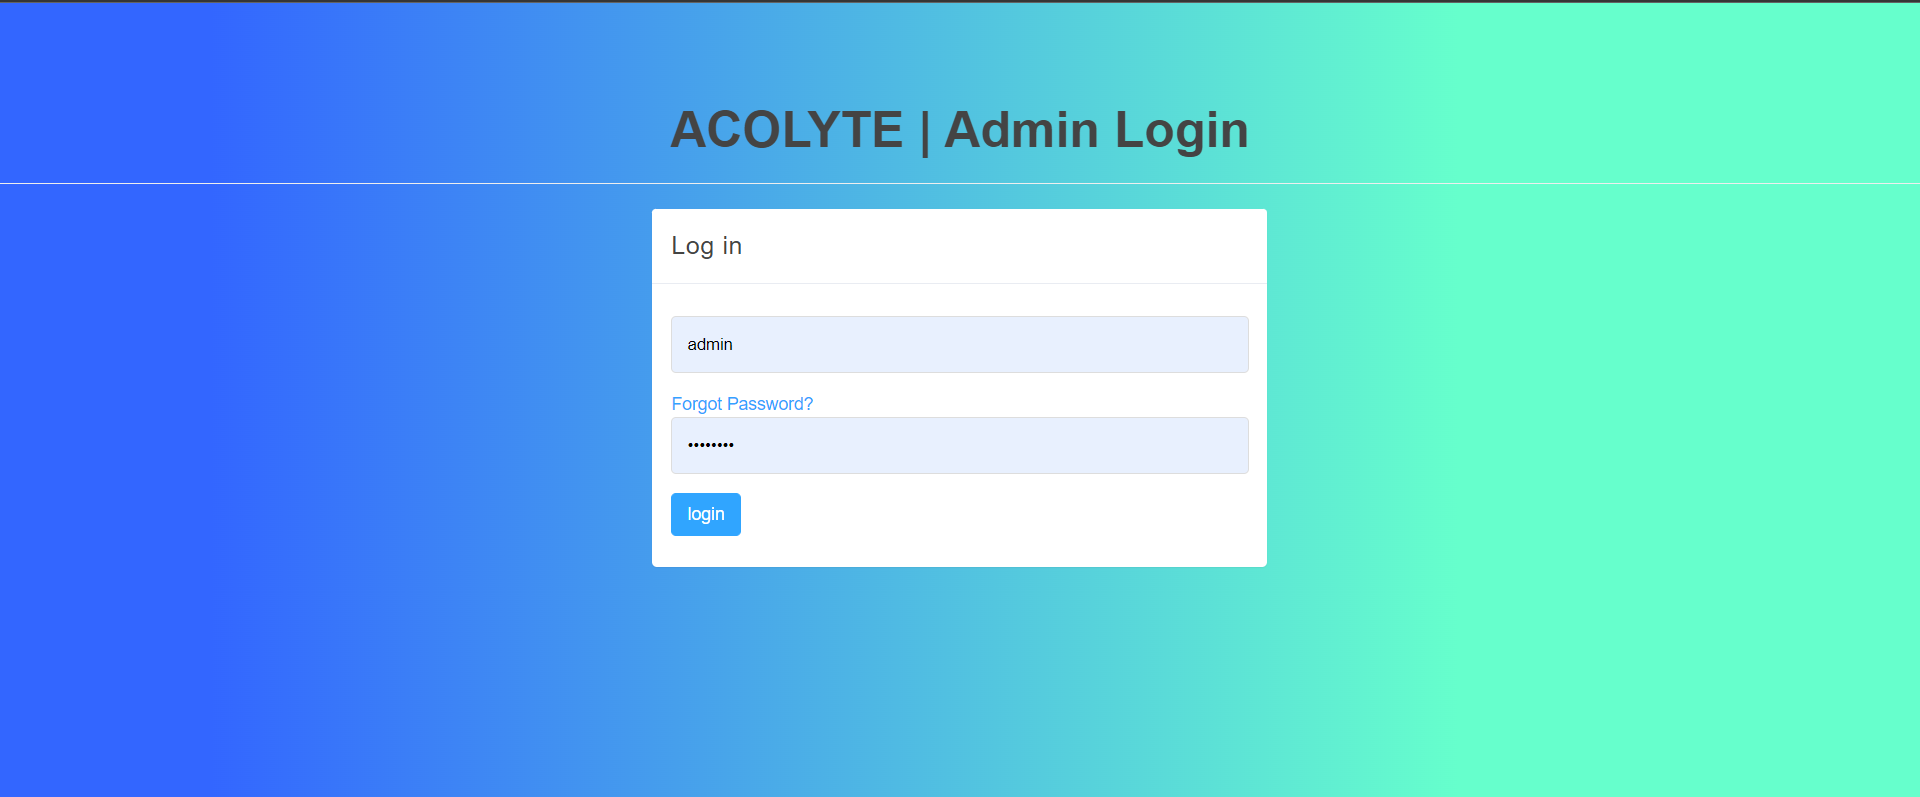 ACOLYTE | Admin Login
Log in
admin
Forgot Password?
••••••••
login